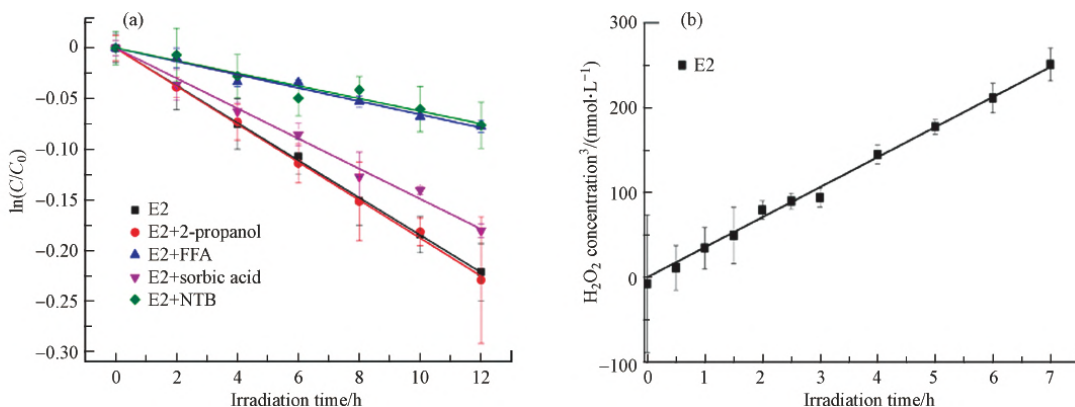 (a)
ln(C/C₀)
0
−0.05
−0.10
−0.15
−0.20
−0.25
−0.30
E2
E2+2-propanol
E2+FFA
E2+sorbic acid
E2+NTB
0 2 4 6 8 10 12
Irradiation time/h
(b)
H₂O₂ concentration³/(nmol·L⁻¹)
300
200
100
0
−100
E2
0 1 2 3 4 5 6 7
Irradiation time/h